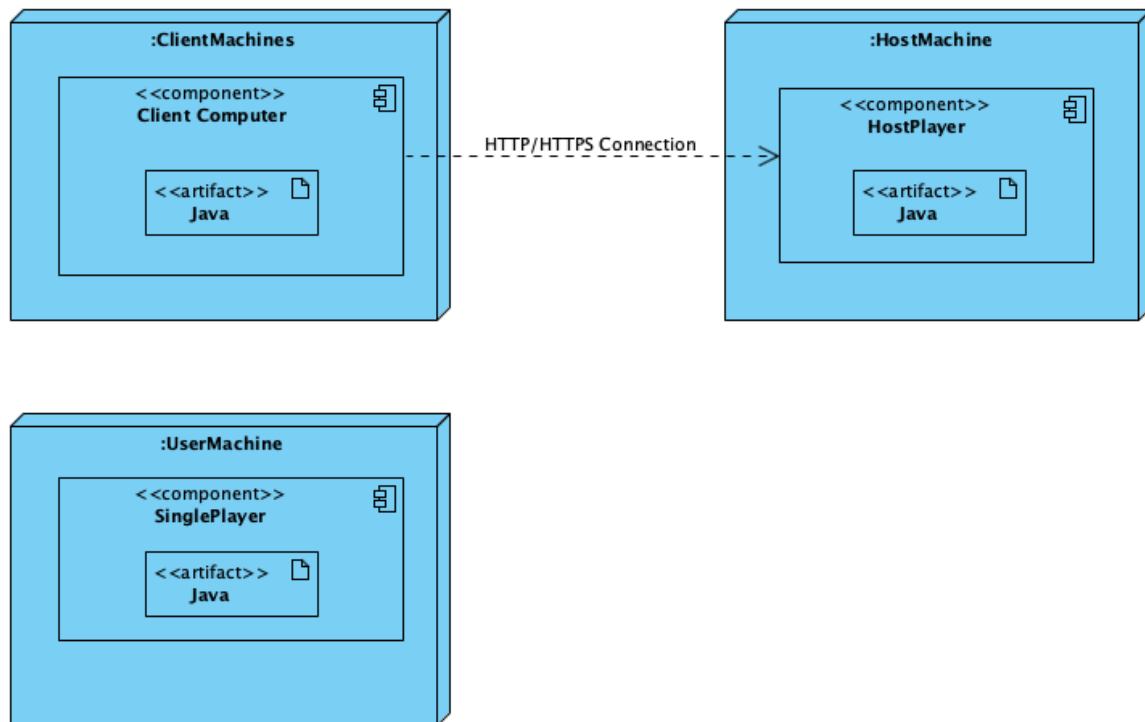 :ClientMachines
<<component>>
Client Computer
<<artifact>>
Java
HTTP/HTTPS Connection
:HostMachine
<<component>>
HostPlayer
<<artifact>>
Java
:UserMachine
<<component>>
SinglePlayer
<<artifact>>
Java